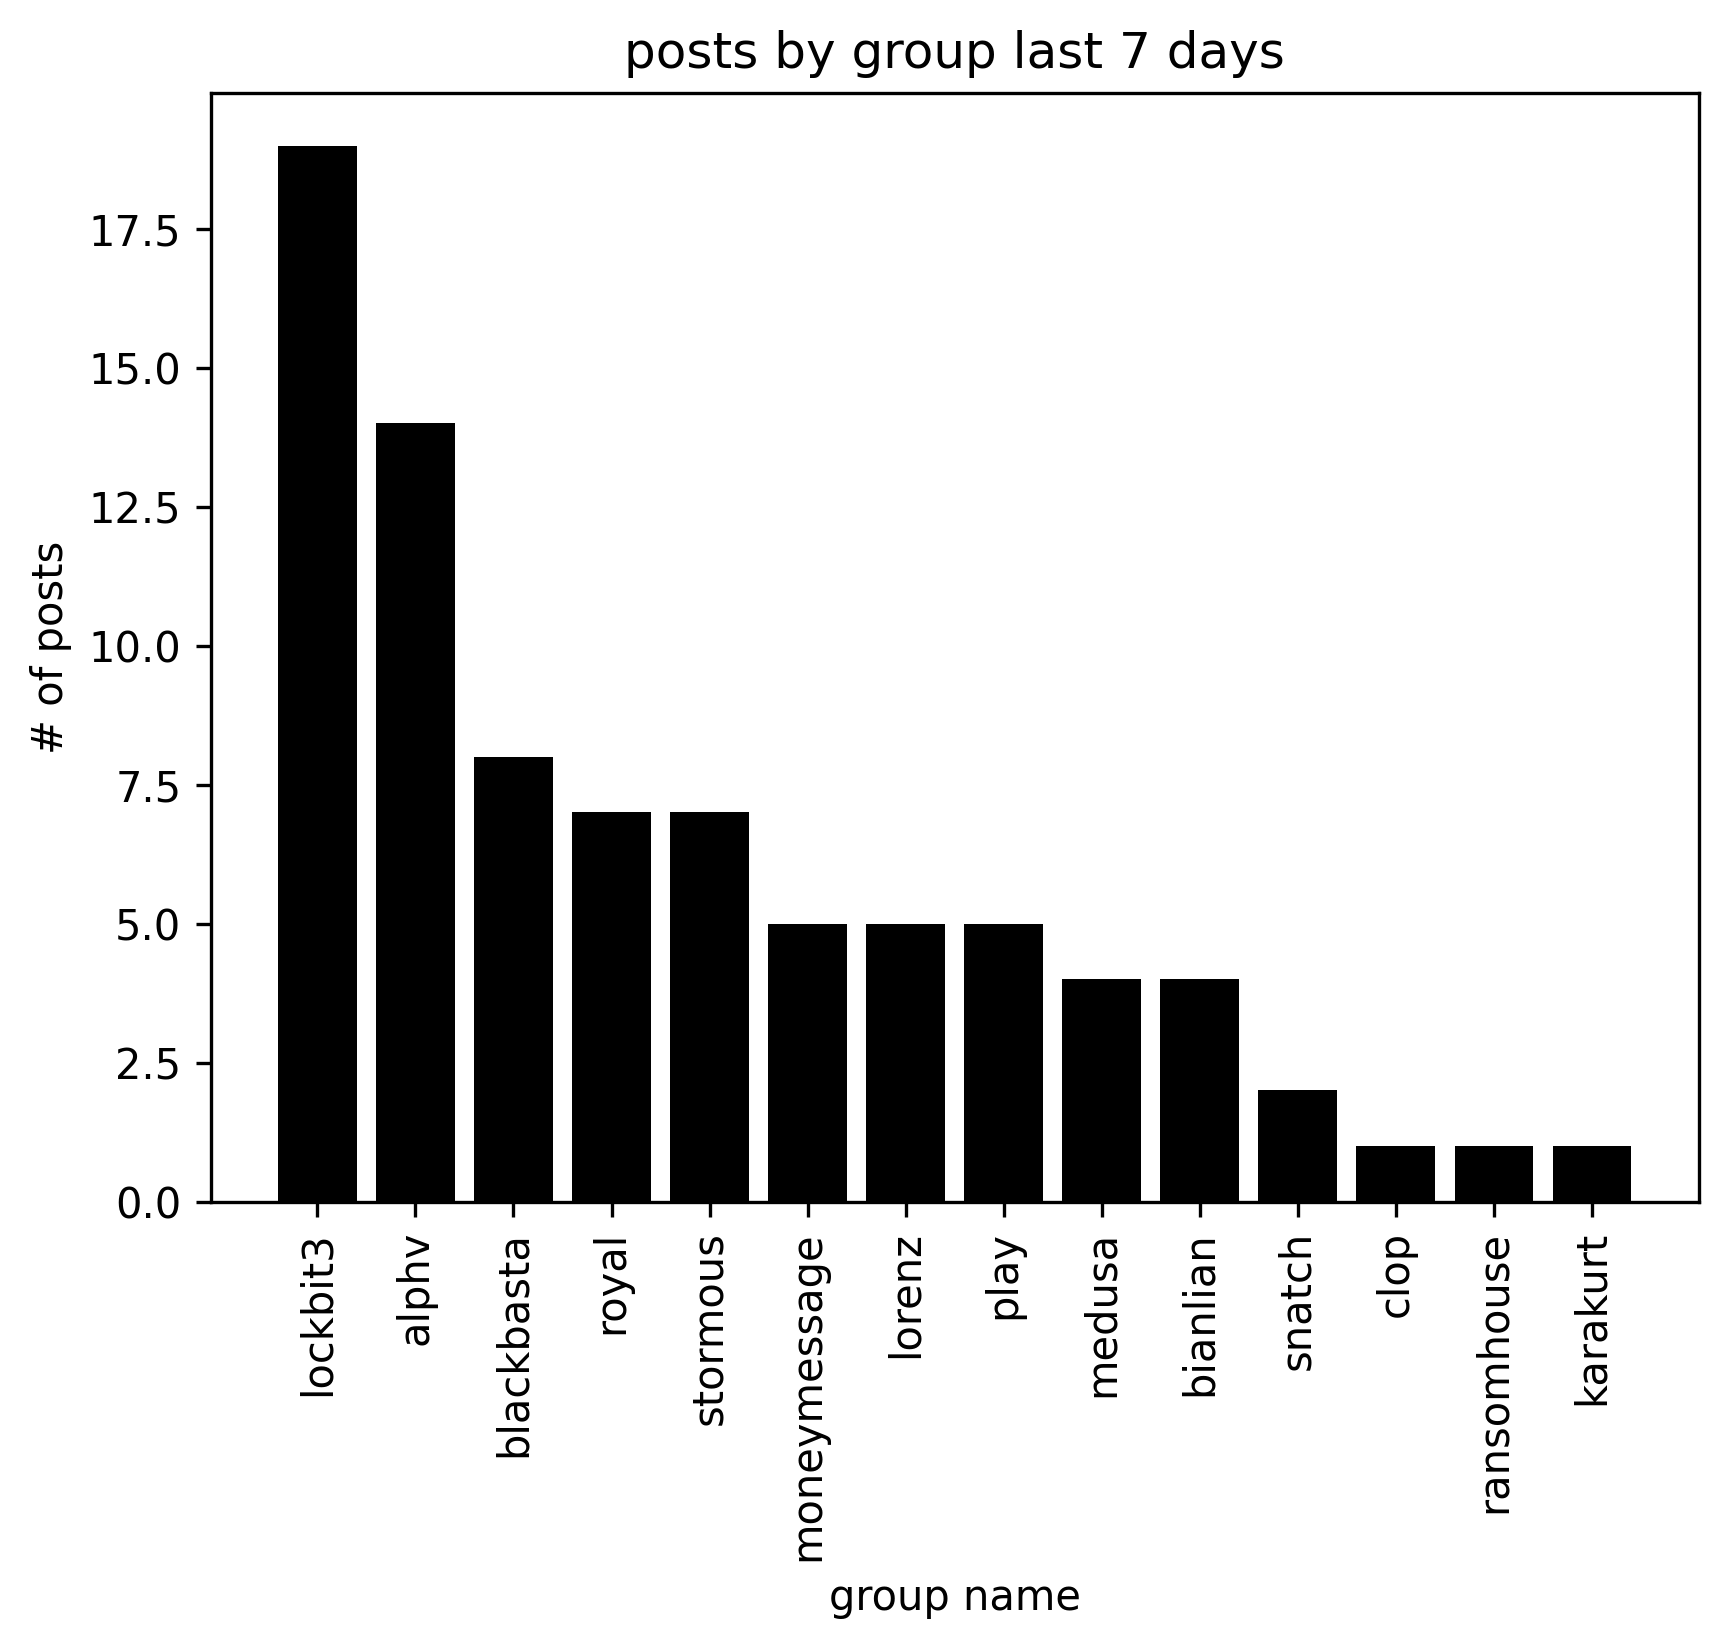 posts by group last 7 days
# of posts
17.5
15.0
12.5
10.0
7.5
5.0
2.5
0.0
lockbit3
alphv
blackbasta
royal
stormous
moneymessage
lorenz
play
medusa
bianlian
snatch
clop
ransomhouse
karakurt
group name